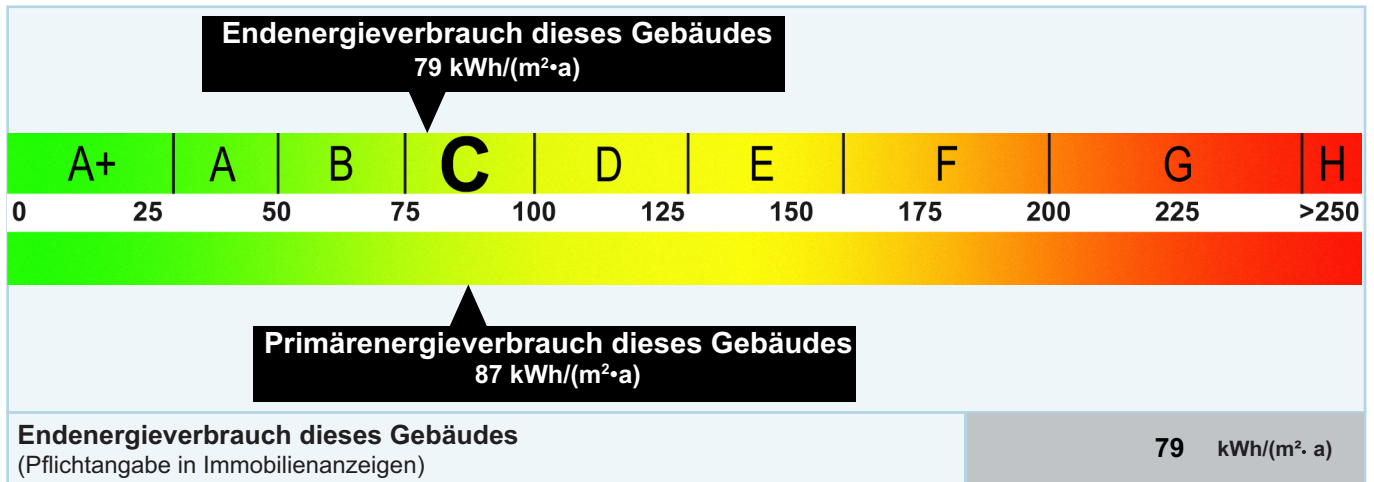 Endenergieverbrauch dieses Gebäudes
79 kWh/(m²•a)
A+ A B C D E F G H
0 25 50 75 100 125 150 175 200 225 >250
Primärenergieverbrauch dieses Gebäudes
87 kWh/(m²•a)
Endenergieverbrauch dieses Gebäudes
(Pflichtangabe in Immobilienanzeigen)
79 kWh/(m²· a)